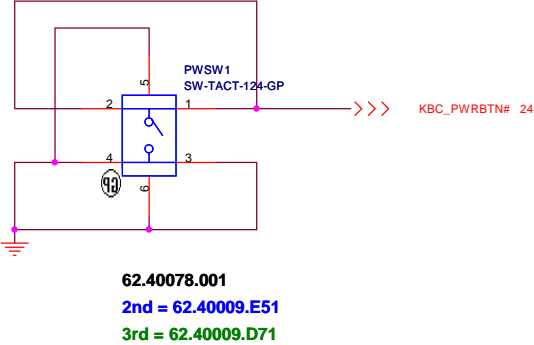 PWSW1
SW-TACT-124-GP
5
2 1
KBC_PWRBTN# 24
4 3
GP
6
62.40078.001
2nd = 62.40009.E51
3rd = 62.40009.D71